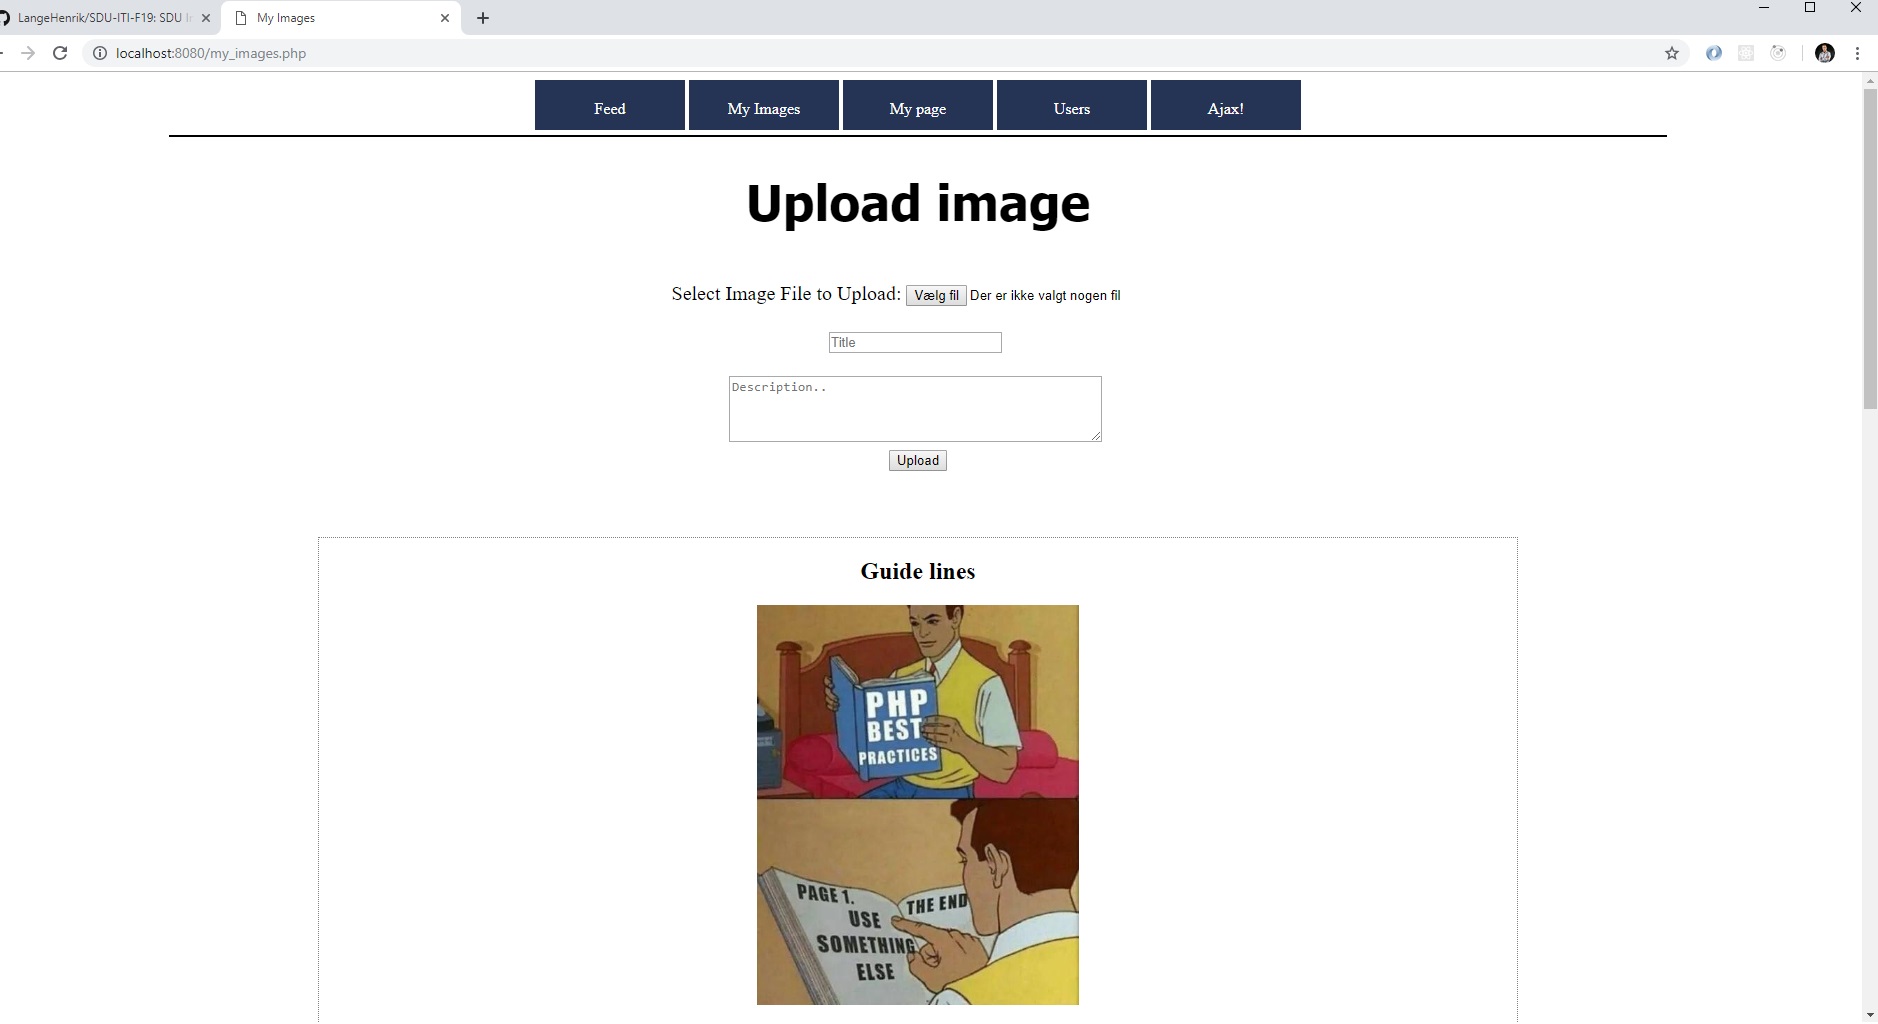 LangeHenrik/SDU-ITI-F19: SDU In
My Images
localhost:8080/my_images.php
Feed
My Images
My page
Users
Ajax!
Upload image
Select Image File to Upload: Vælg fil Der er ikke valgt nogen fil
Title
Description..
Upload
Guide lines
PHP
BEST
PRACTICES
PAGE 1.
USE
SOMETHING
ELSE
THE END